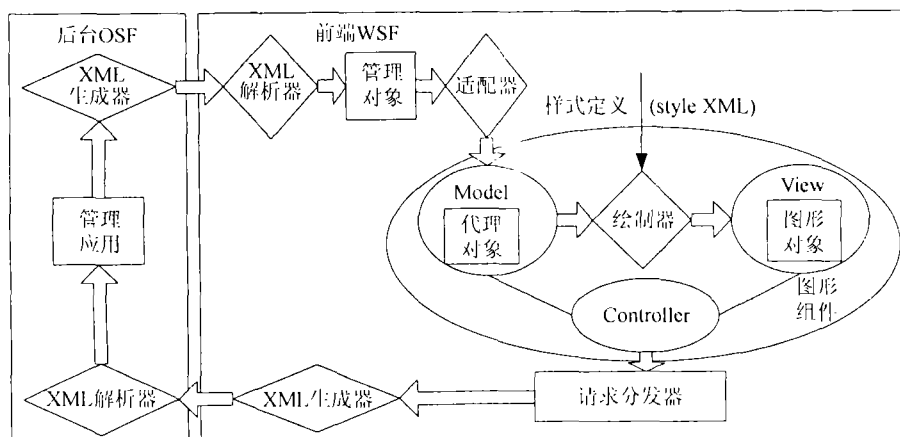 后台OSF
前端WSF
XML
生成器
XML
解析器
管理
对象
适配器
样式定义 (style XML)
管理
应用
Model
代理
对象
绘制器
View
图形
对象
图形
组件
Controller
XML解析器
XML生成器
请求分发器